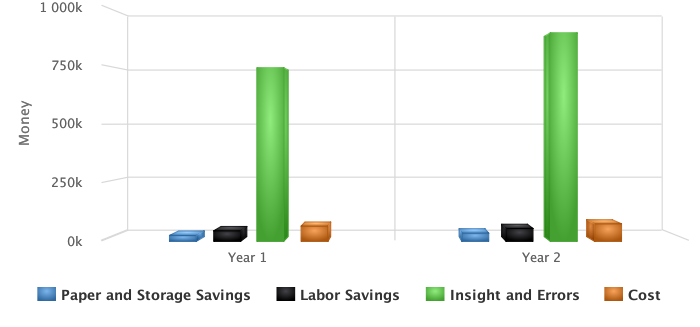 1 000k
750k
500k
250k
0k
Money
Year 1
Year 2
Paper and Storage Savings
Labor Savings
Insight and Errors
Cost